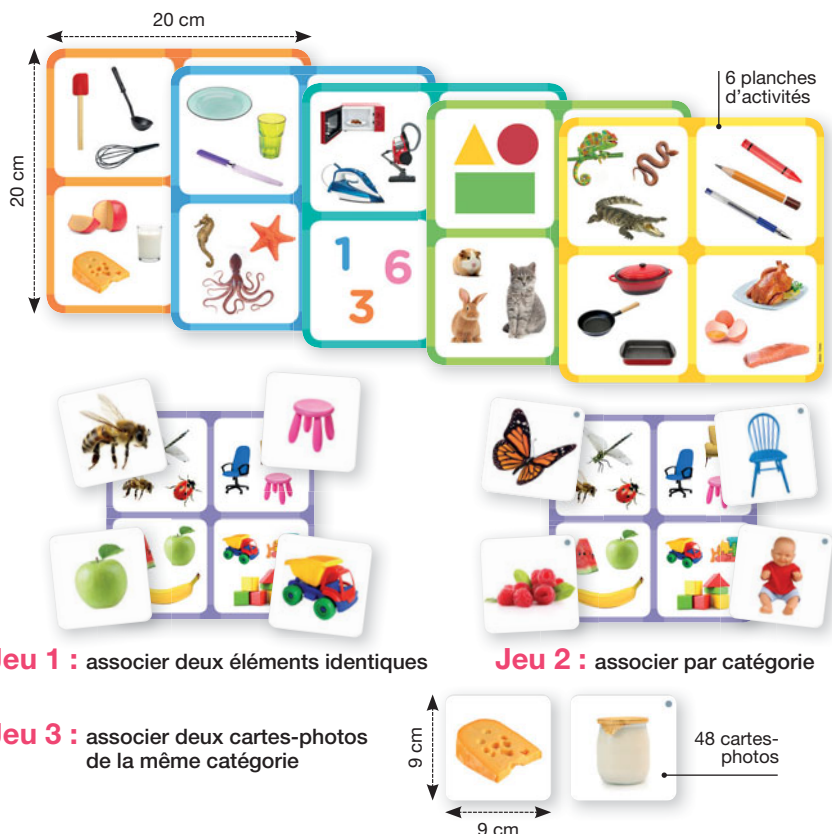 20 cm
20 cm
6 planches
d'activités
1
6
3
Jeu 1 : associer deux éléments identiques
Jeu 2 : associer par catégorie
Jeu 3 : associer deux cartes-photos
de la même catégorie
9 cm
48 cartes-
photos
9 cm